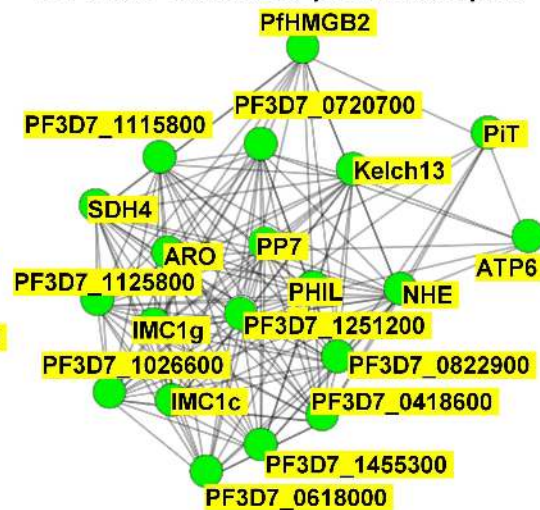 PfHMGB2
PF3D7_0720700
PF3D7_1115800
PiT
Kelch13
SDH4
ARO
PP7
ATP6
PF3D7_1125800
PHIL
NHE
IMC1g
PF3D7_1251200
PF3D7_1026600
PF3D7_0822900
IMC1c
PF3D7_0418600
PF3D7_1455300
PF3D7_0618000